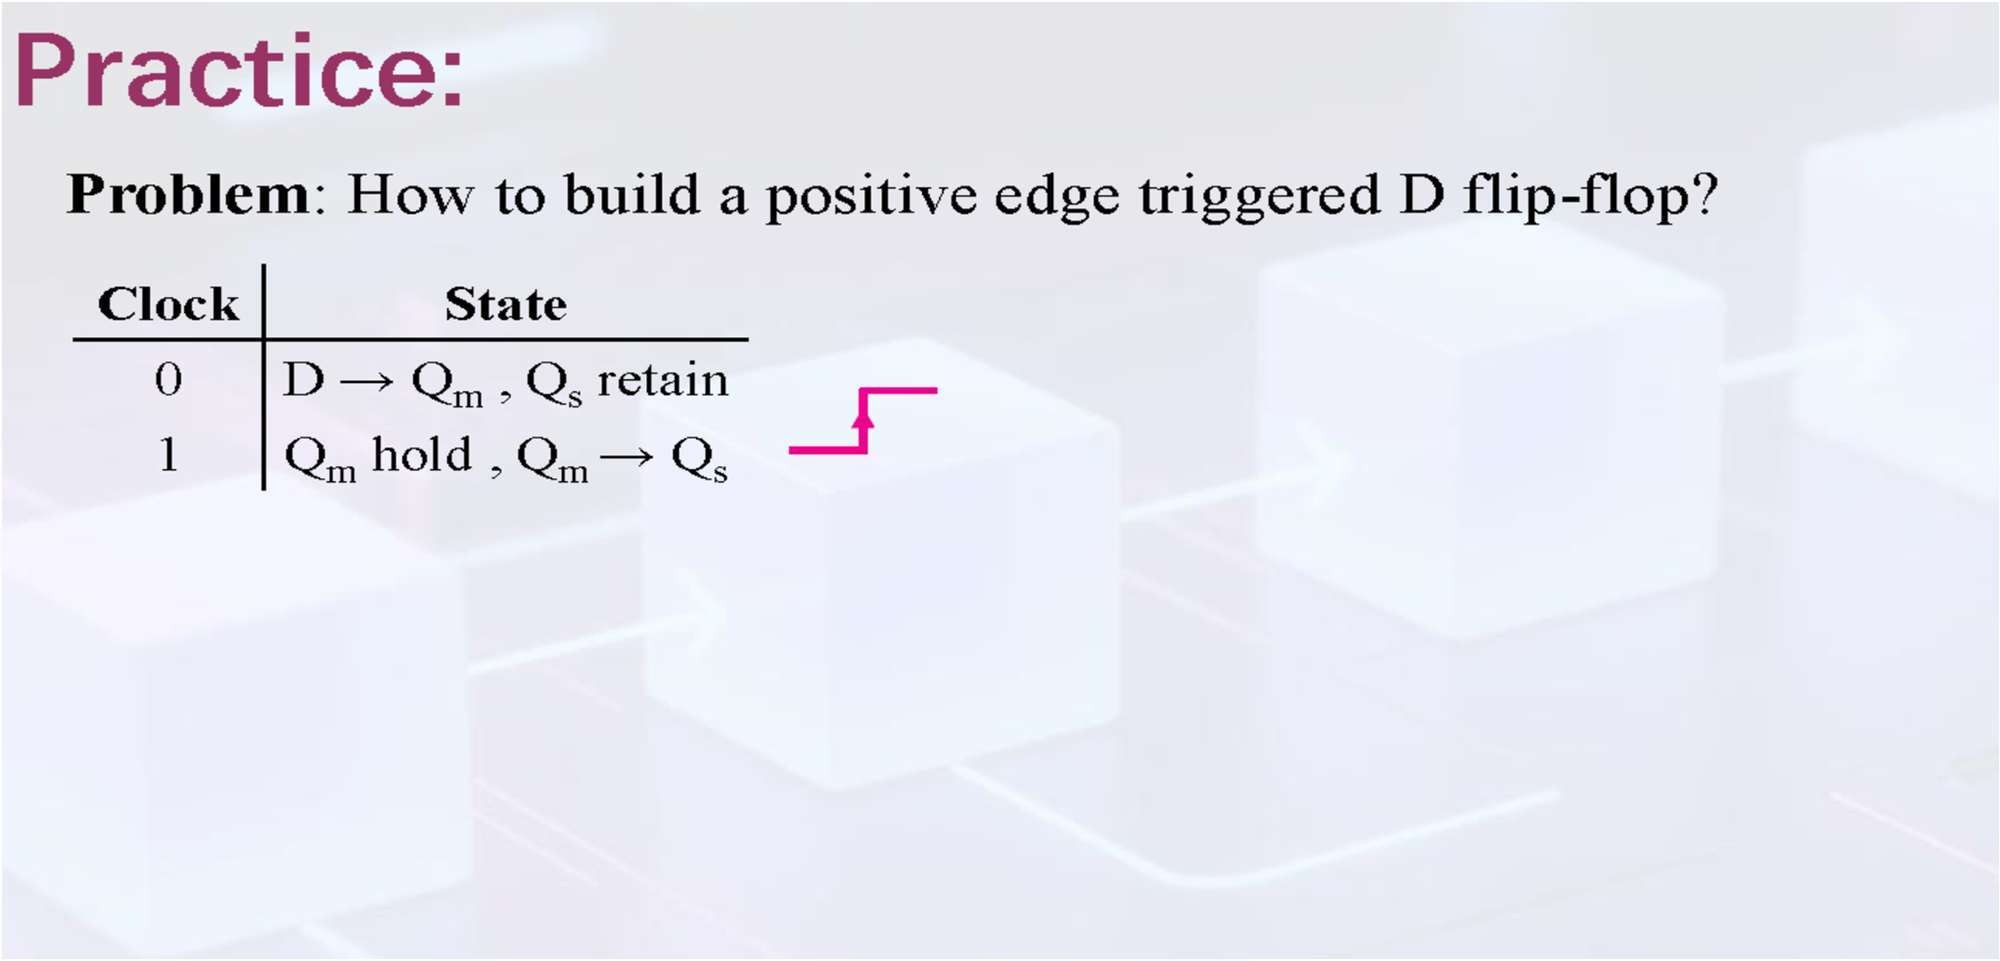 Practice:
Problem: How to build a positive edge triggered D flip-flop?
Clock State
0 D → Qm , Qs retain
1 Qm hold , Qm → Qs